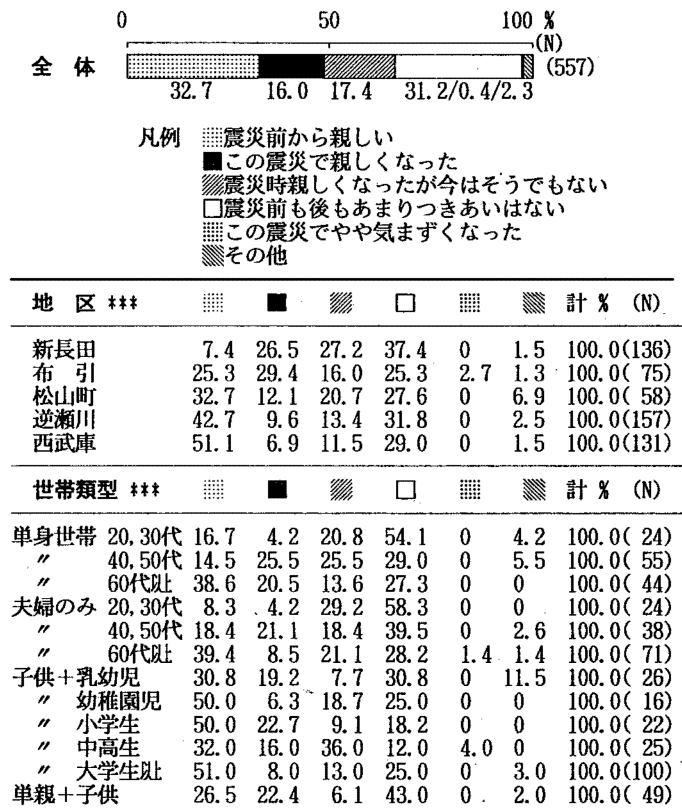 0 50 100 %
(N)
全 体 (557)
32.7 16.0 17.4 31.2/0.4/2.3
凡例 震災前から親しい
この震災で親しくなった
震災時親しくなったが今はそうでもない
震災前も後もあまりつきあいはない
この震災でやや気まずくなった
その他
地 区 *** 計 % (N)
新長田 7.4 26.5 27.2 37.4 0 1.5 100.0(136)
布 引 25.3 29.4 16.0 25.3 2.7 1.3 100.0( 75)
松山町 32.7 12.1 20.7 27.6 0 6.9 100.0( 58)
逆瀬川 42.7 9.6 13.4 31.8 0 2.5 100.0(157)
西武庫 51.1 6.9 11.5 29.0 0 1.5 100.0(131)
世帯類型 *** 計 % (N)
単身世帯 20,30代 16.7 4.2 20.8 54.1 0 4.2 100.0( 24)
〃 40,50代 14.5 25.5 25.5 29.0 0 5.5 100.0( 55)
〃 60代以上 38.6 20.5 13.6 27.3 0 0 100.0( 44)
夫婦のみ 20,30代 8.3 4.2 29.2 58.3 0 0 100.0( 24)
〃 40,50代 18.4 21.1 18.4 39.5 0 2.6 100.0( 38)
〃 60代以上 39.4 8.5 21.1 28.2 1.4 1.4 100.0( 71)
子供+乳幼児 30.8 19.2 7.7 30.8 0 11.5 100.0( 26)
〃 幼稚園児 50.0 6.3 18.7 25.0 0 0 100.0( 16)
〃 小学生 50.0 22.7 9.1 18.2 0 0 100.0( 22)
〃 中高生 32.0 16.0 36.0 12.0 4.0 0 100.0( 25)
〃 大学生以上 51.0 8.0 13.0 25.0 0 3.0 100.0(100)
単親+子供 26.5 22.4 6.1 43.0 0 2.0 100.0( 49)